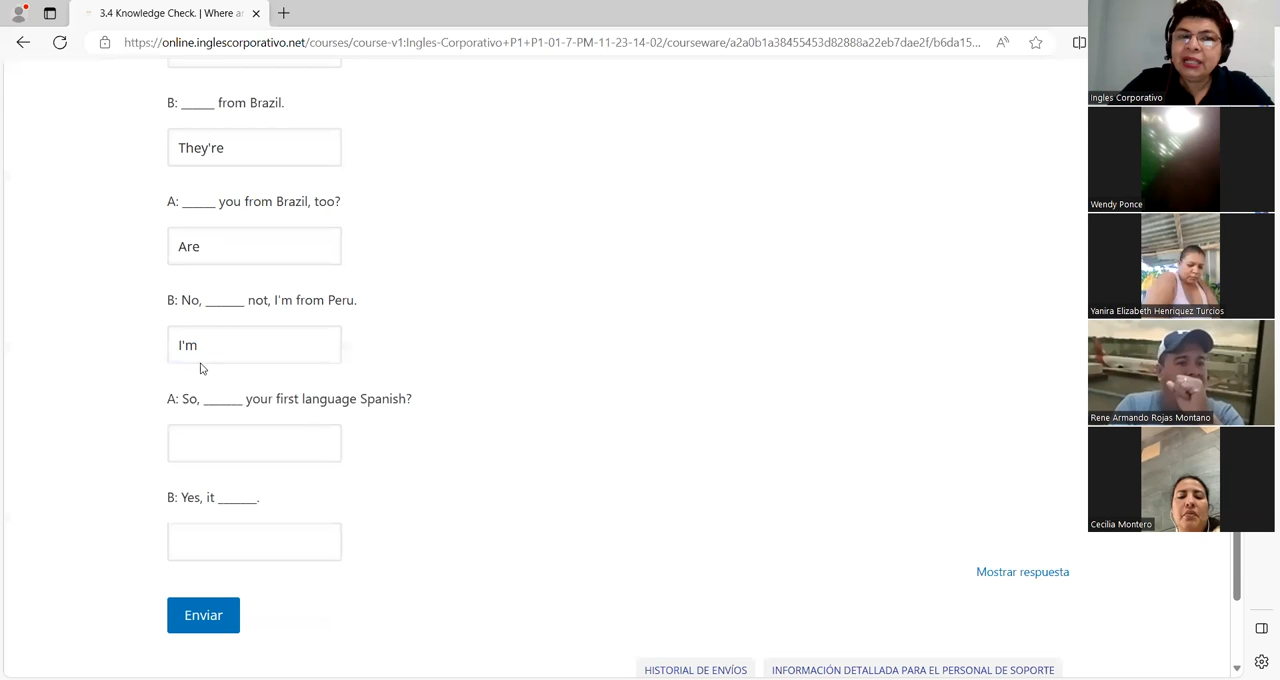 3.4 Knowledge Check. | Where ar
https://online.inglescorporativo.net/courses/course-v1:Ingles-Corporativo+P1+P1-01-7-PM-11-23-14-02/courseware/a2a0b1a38455453d82888a22eb7dae2f/b6da15...
B: _____ from Brazil.
They're
A: _____ you from Brazil, too?
Are
B: No, ______ not, I'm from Peru.
I'm
A: So, ______ your first language Spanish?
B: Yes, it ______.
Mostrar respuesta
Enviar
HISTORIAL DE ENVÍOS
INFORMACIÓN DETALLADA PARA EL PERSONAL DE SOPORTE
Ingles Corporativo
Wendy Ponce
Yanira Elizabeth Henriquez Turcios
Rene Armando Rojas Montano
Cecilia Montero